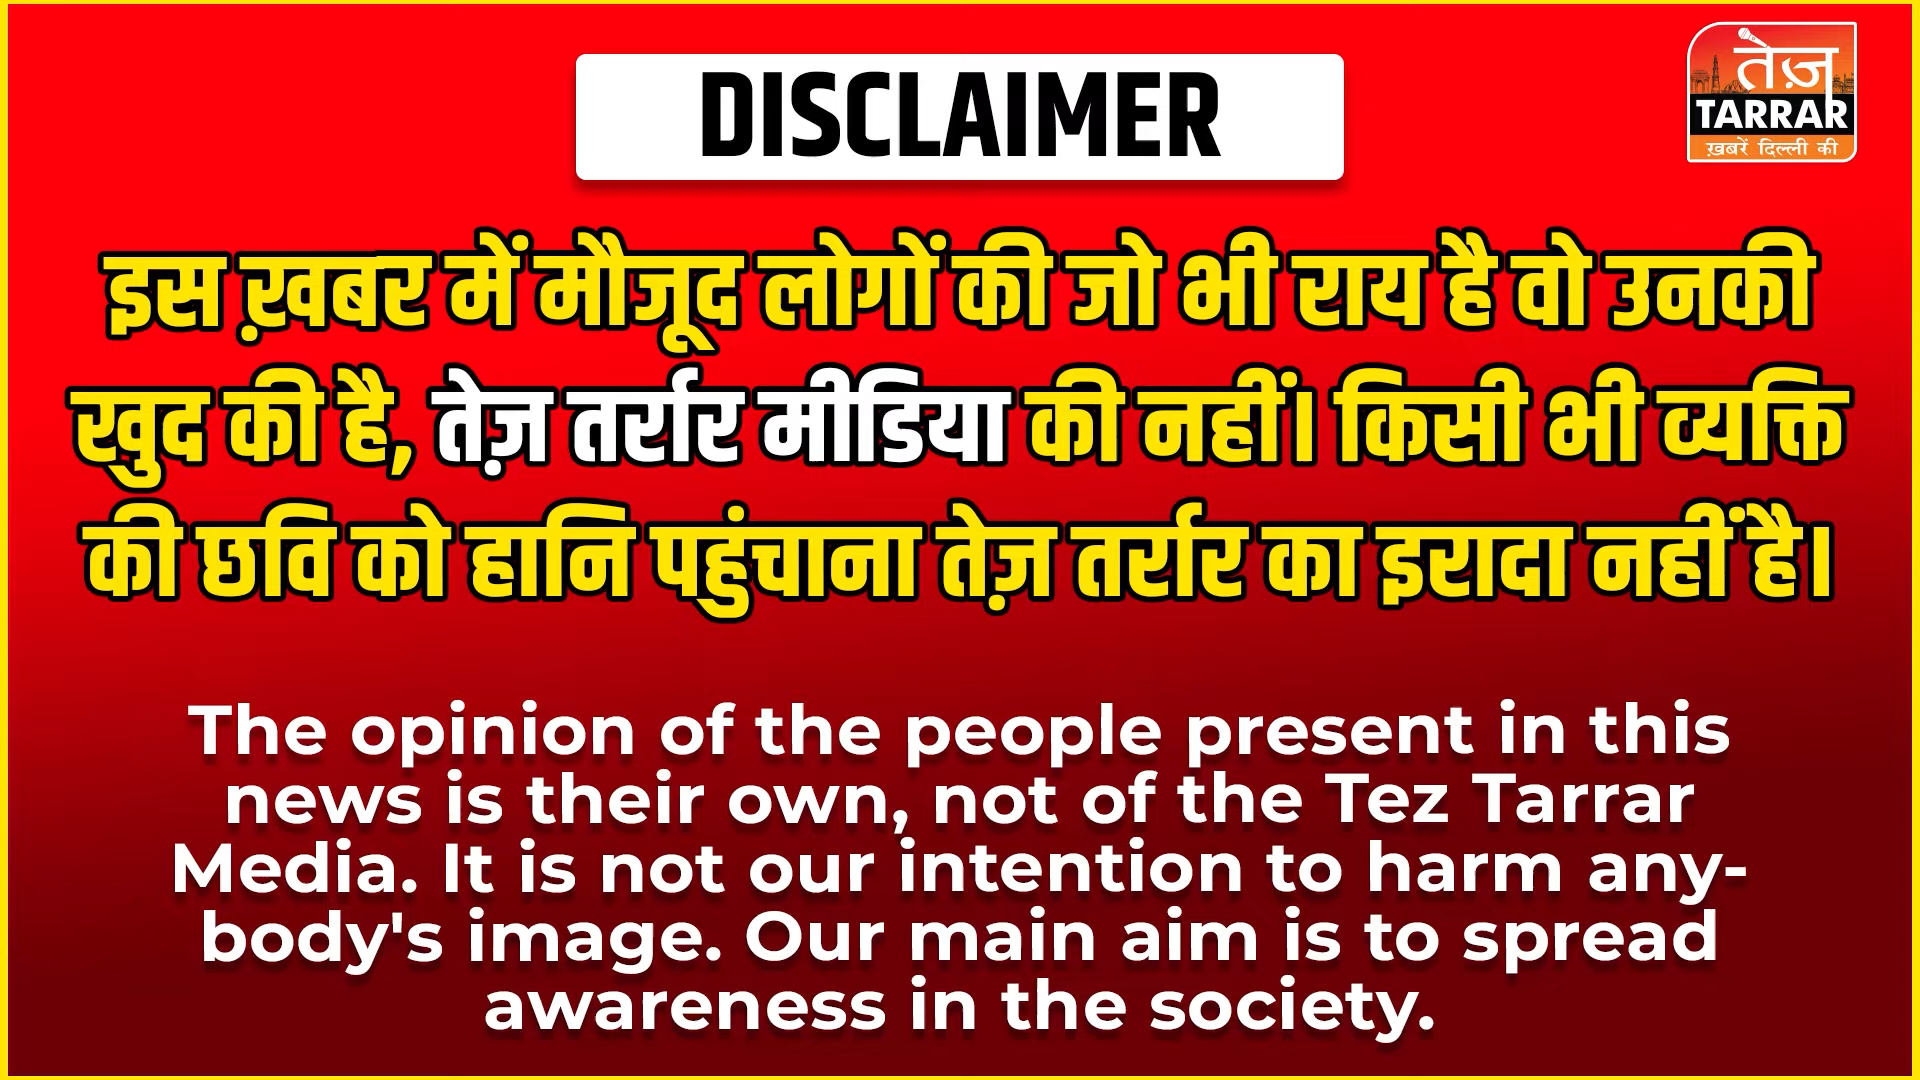 DISCLAIMER
तेज़
TARRAR
ख़बरें दिल्ली की
इस ख़बर में मौजूद लोगों की जो भी राय है वो उनकी
खुद की है, तेज़ तर्रार मीडिया की नहीं। किसी भी व्यक्ति
की छवि को हानि पहुंचाना तेज़ तर्रार का इरादा नहीं है।
The opinion of the people present in this
news is their own, not of the Tez Tarrar
Media. It is not our intention to harm any-
body's image. Our main aim is to spread
awareness in the society.